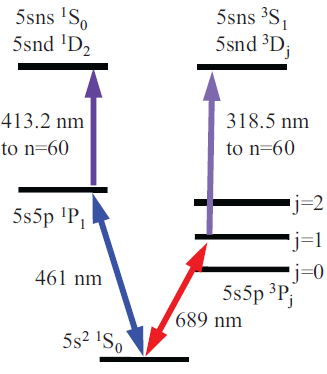 5sns ¹S₀
5snd ¹D₂
5sns ³S₁
5snd ³Dⱼ
413.2 nm
to n=60
318.5 nm
to n=60
5s5p ¹P₁
j=2
j=1
j=0
5s5p ³Pⱼ
461 nm
689 nm
5s² ¹S₀